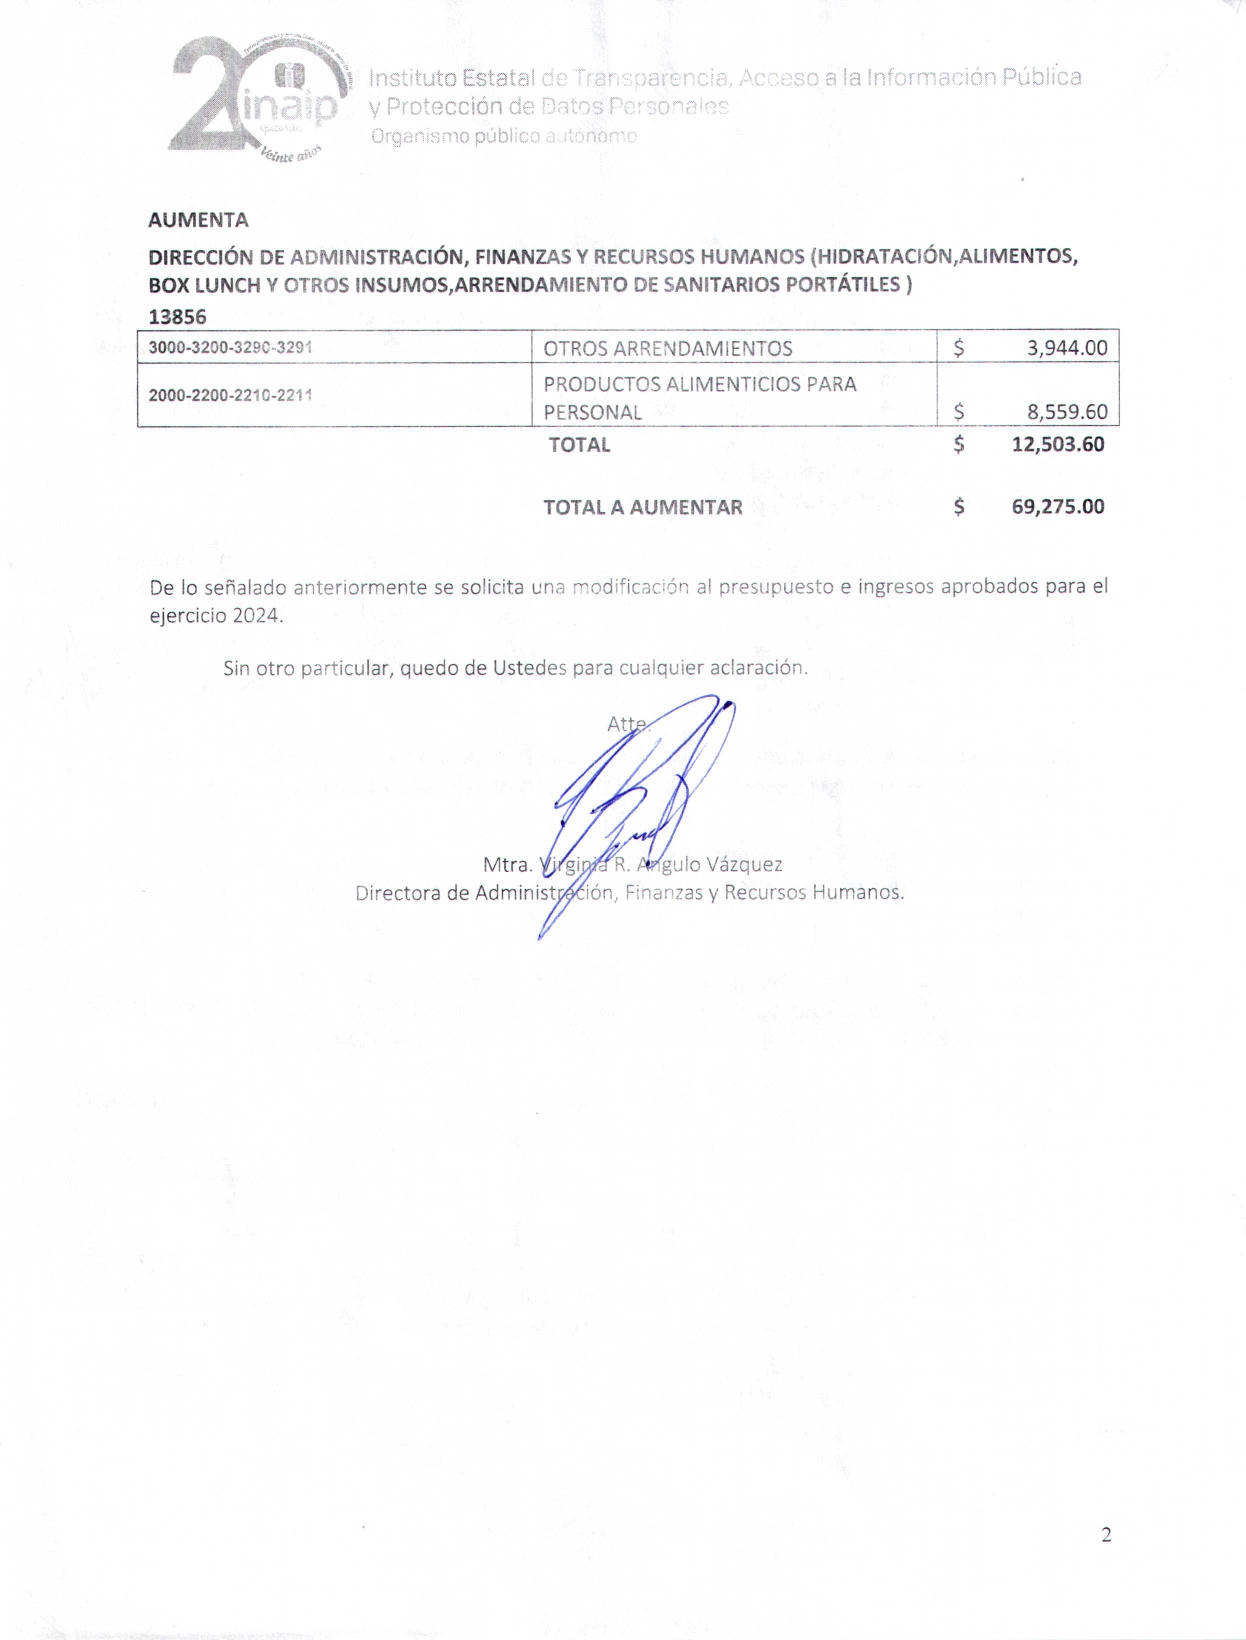 20
inaip
Veinte años
Instituto Estatal de Transparencia, Acceso a la Información Pública
y Protección de Datos Personales
Organismo público autónomo
AUMENTA
DIRECCIÓN DE ADMINISTRACIÓN, FINANZAS Y RECURSOS HUMANOS (HIDRATACIÓN,ALIMENTOS,
BOX LUNCH Y OTROS INSUMOS,ARRENDAMIENTO DE SANITARIOS PORTÁTILES )
13856
3000-3200-3290-3291 OTROS ARRENDAMIENTOS $ 3,944.00
PRODUCTOS ALIMENTICIOS PARA
2000-2200-2210-2211
PERSONAL $ 8,559.60
TOTAL $ 12,503.60
TOTAL A AUMENTAR $ 69,275.00
De lo señalado anteriormente se solicita una modificación al presupuesto e ingresos aprobados para el
ejercicio 2024.
Sin otro particular, quedo de Ustedes para cualquier aclaración.
Atte.
Mtra. Virginia R. Angulo Vázquez
Directora de Administración, Finanzas y Recursos Humanos.
2